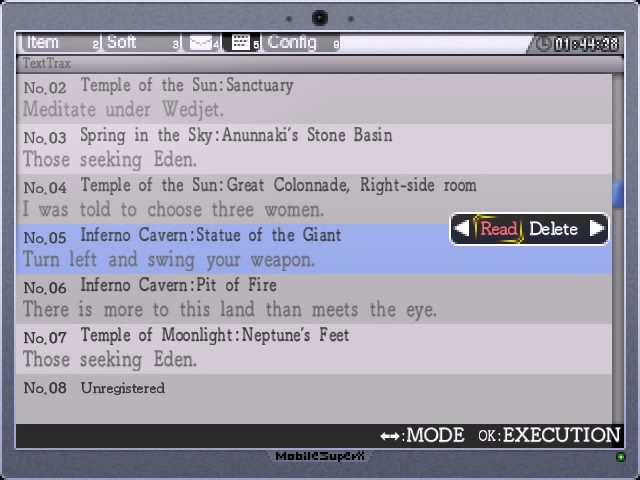 Item 2 Soft 3 4 5 Config 9 01:44:38
TextTrax
No.02 Temple of the Sun:Sanctuary
Meditate under Wedjet.
No.03 Spring in the Sky:Anunnaki's Stone Basin
Those seeking Eden.
No.04 Temple of the Sun:Great Colonnade, Right-side room
I was told to choose three women.
No.05 Inferno Cavern:Statue of the Giant
Read Delete
Turn left and swing your weapon.
No.06 Inferno Cavern:Pit of Fire
There is more to this land than meets the eye.
No.07 Temple of Moonlight:Neptune's Feet
Those seeking Eden.
No.08 Unregistered
↔:MODE OK:EXECUTION
MobileSuperX